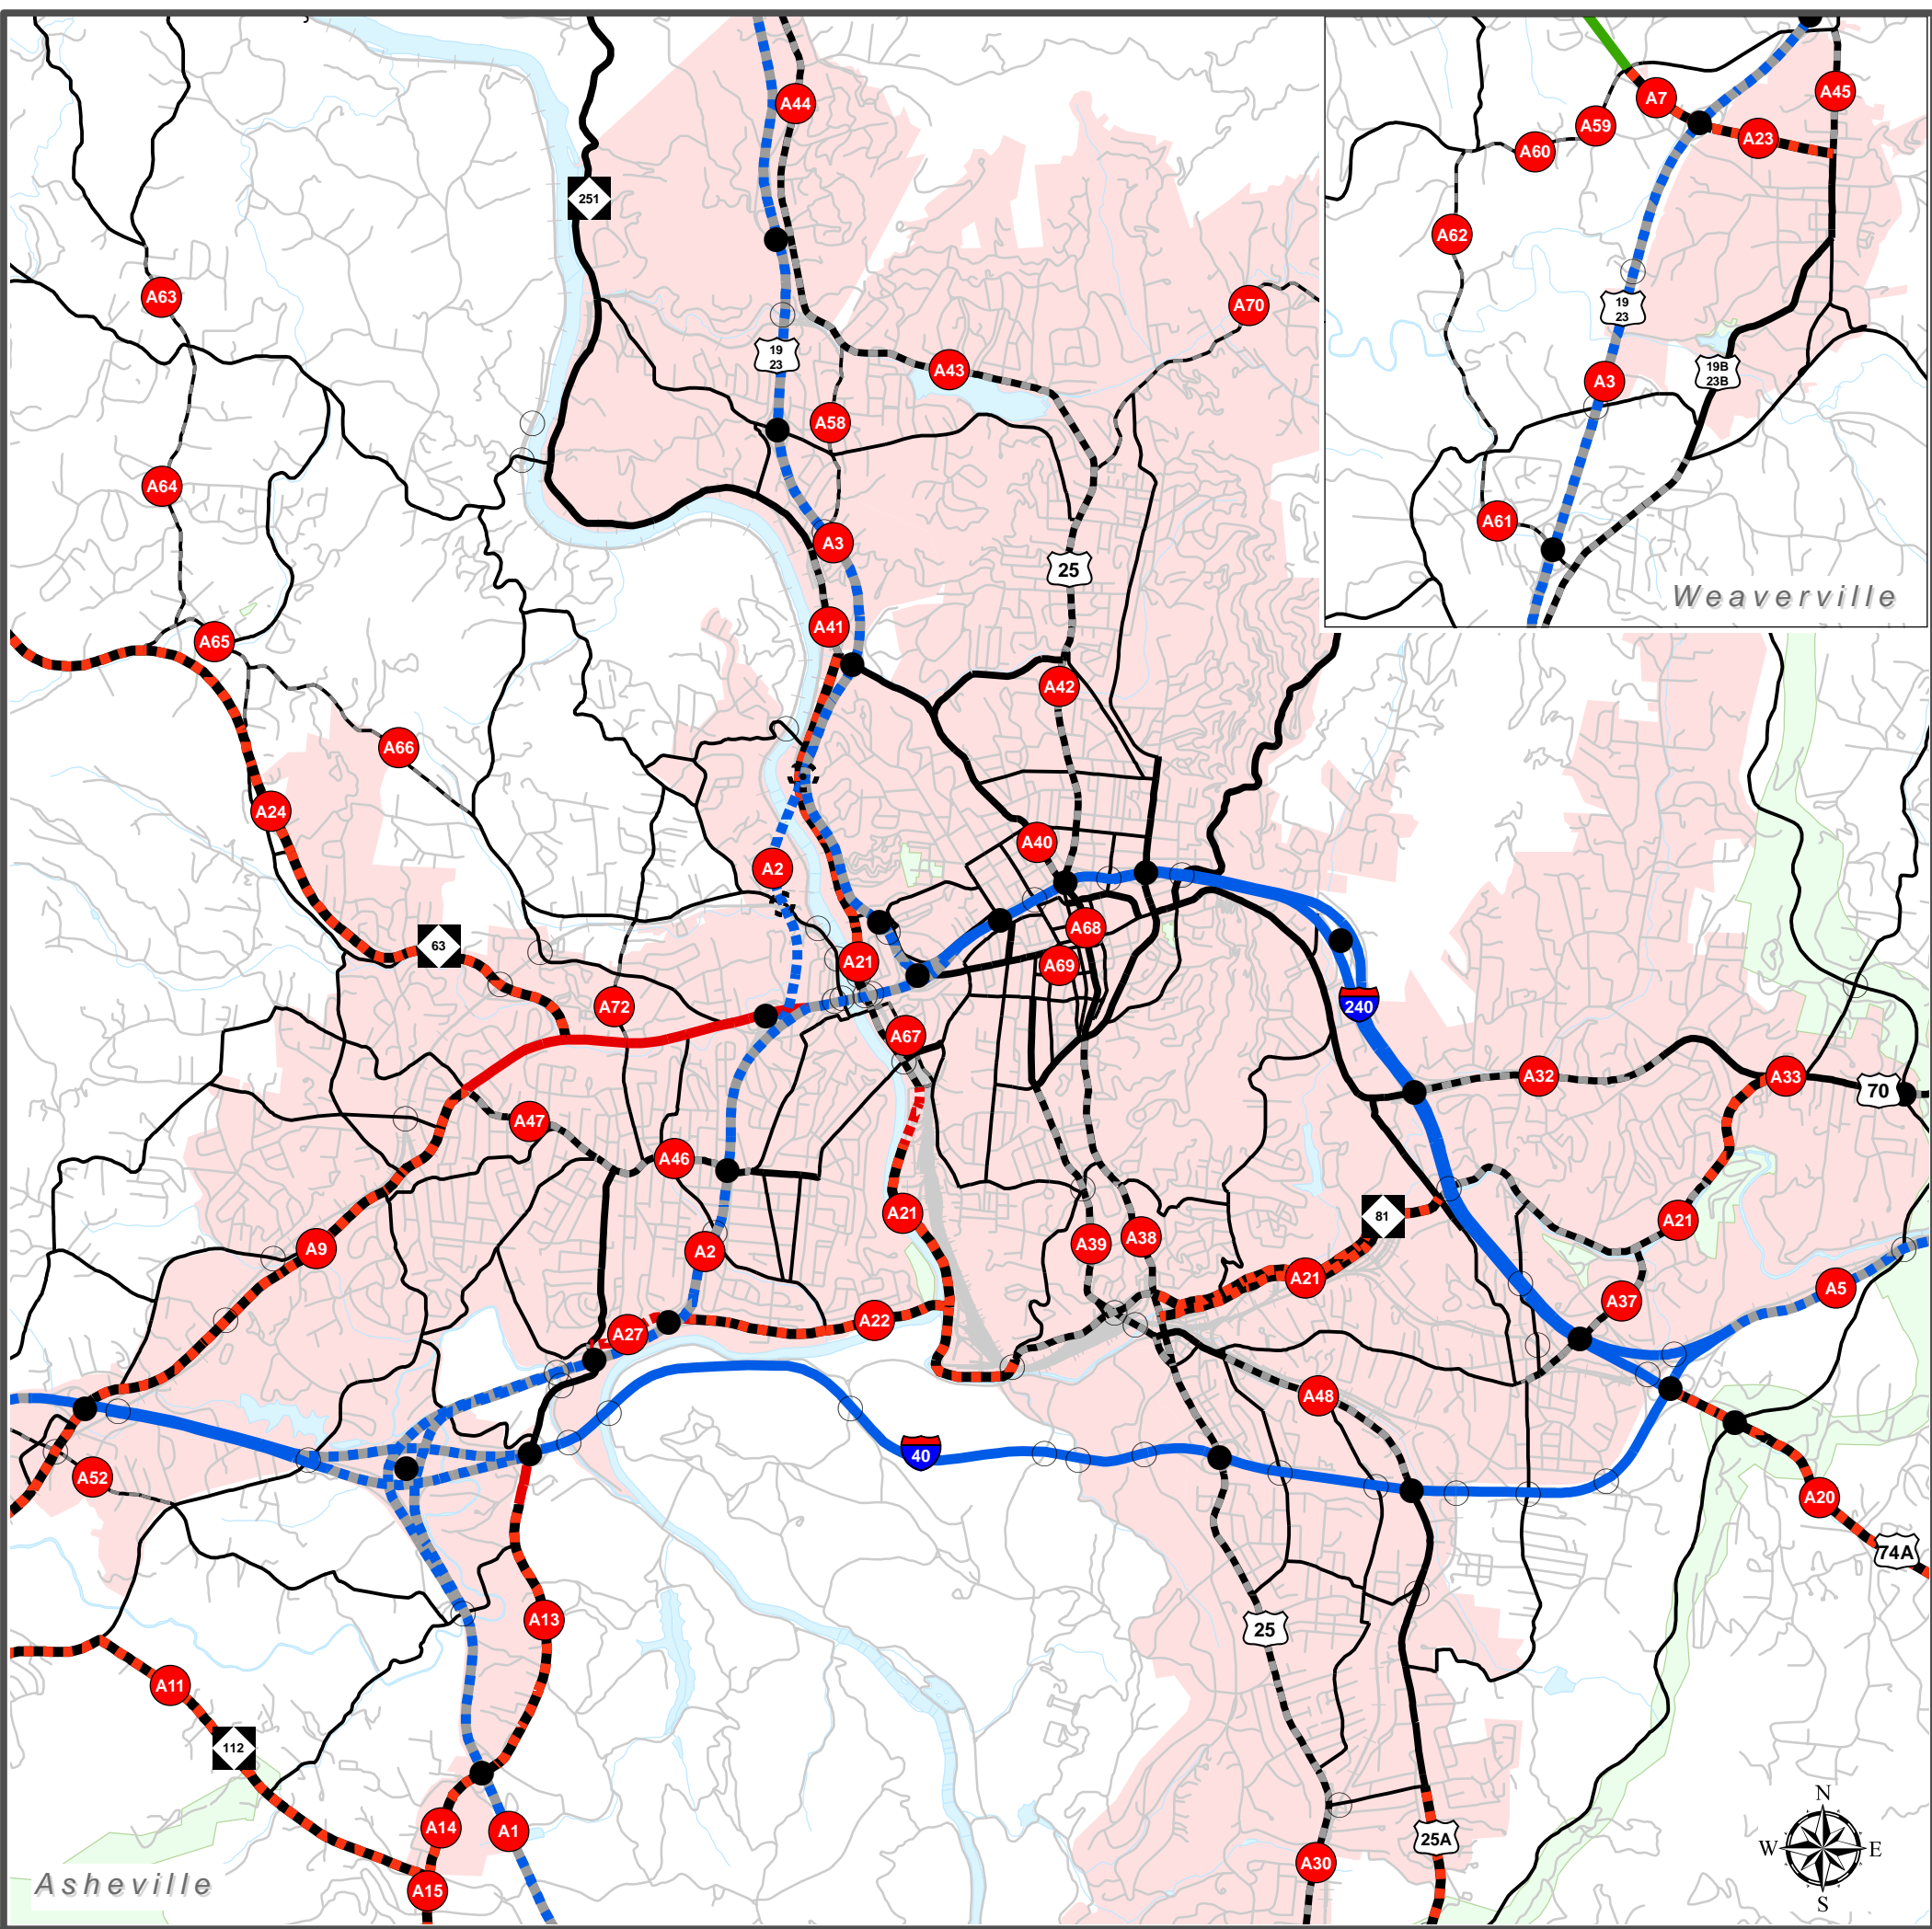 A44
A7
A45
A59
A23
A60
251
A62
A63
A70
19
23
19
23
A43
19B
23B
A3
A58
A64
A61
A3
25
Weaverville
A41
A65
A42
A66
A24
A40
A2
A68
63
A21
A69
A72
240
A67
A32
A33
70
A47
A46
A21
81
A21
A9
A39
A38
A2
A21
A5
A37
A22
A27
A48
40
A52
A20
74A
A13
25
A11
112
N
A14
A1
25A
W
E
A30
Asheville
A15
S